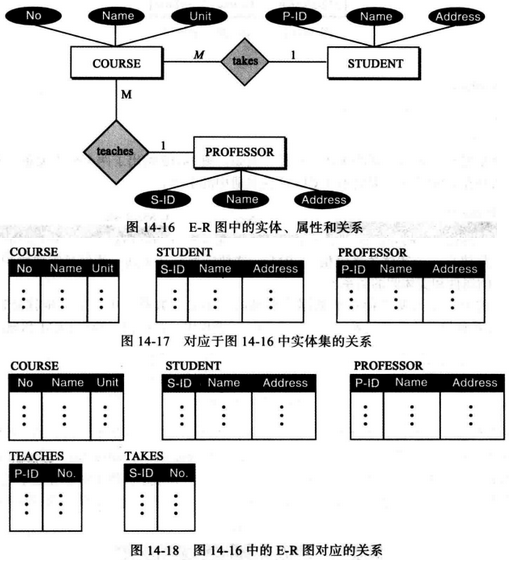 No Name Unit P-ID Name Address
COURSE M takes 1 STUDENT
M
teaches 1 PROFESSOR
S-ID Name Address
图 14-16 E-R 图中的实体、属性和关系
COURSE STUDENT PROFESSOR
No Name Unit S-ID Name Address P-ID Name Address
图 14-17 对应于图 14-16 中实体集的关系
COURSE STUDENT PROFESSOR
No Name Unit S-ID Name Address P-ID Name Address
TEACHES TAKES
P-ID No. S-ID No.
图 14-18 图 14-16 中的 E-R 图对应的关系